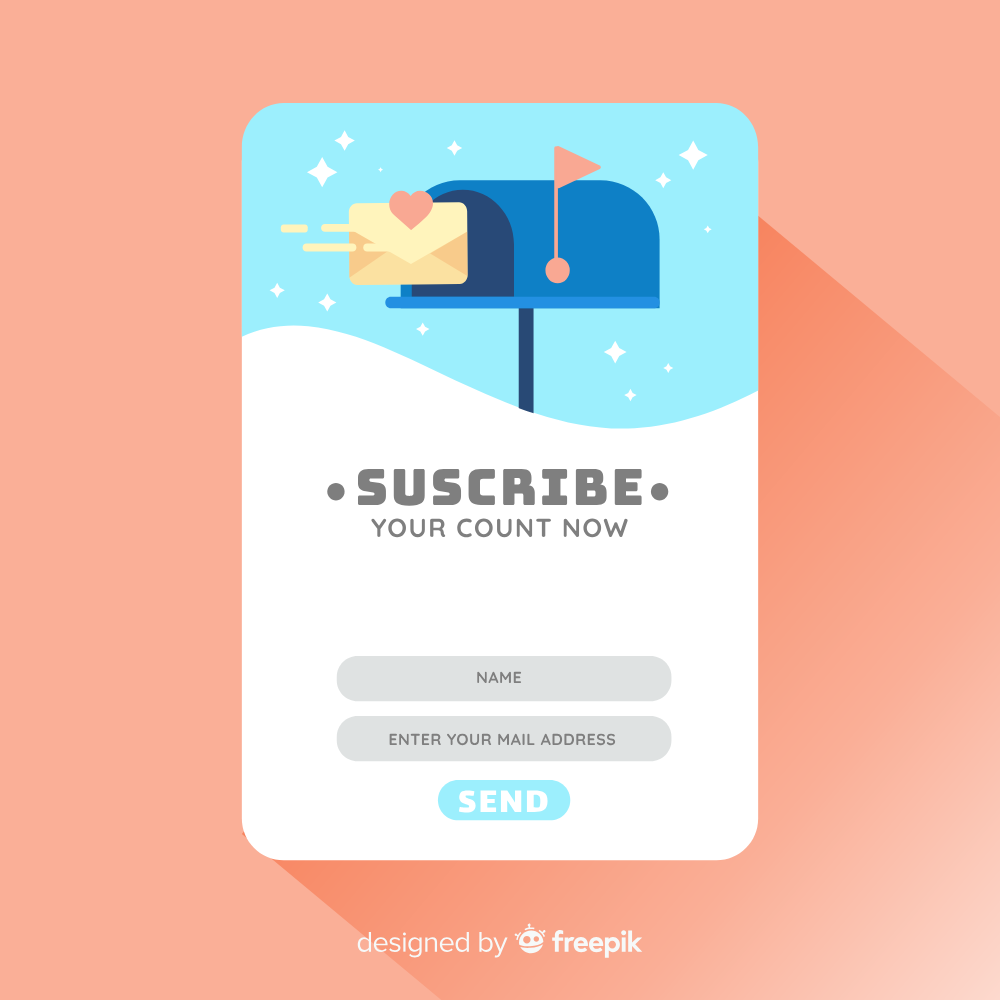 SUSCRIBE
YOUR COUNT NOW
NAME
ENTER YOUR MAIL ADDRESS
SEND
designed by freepik